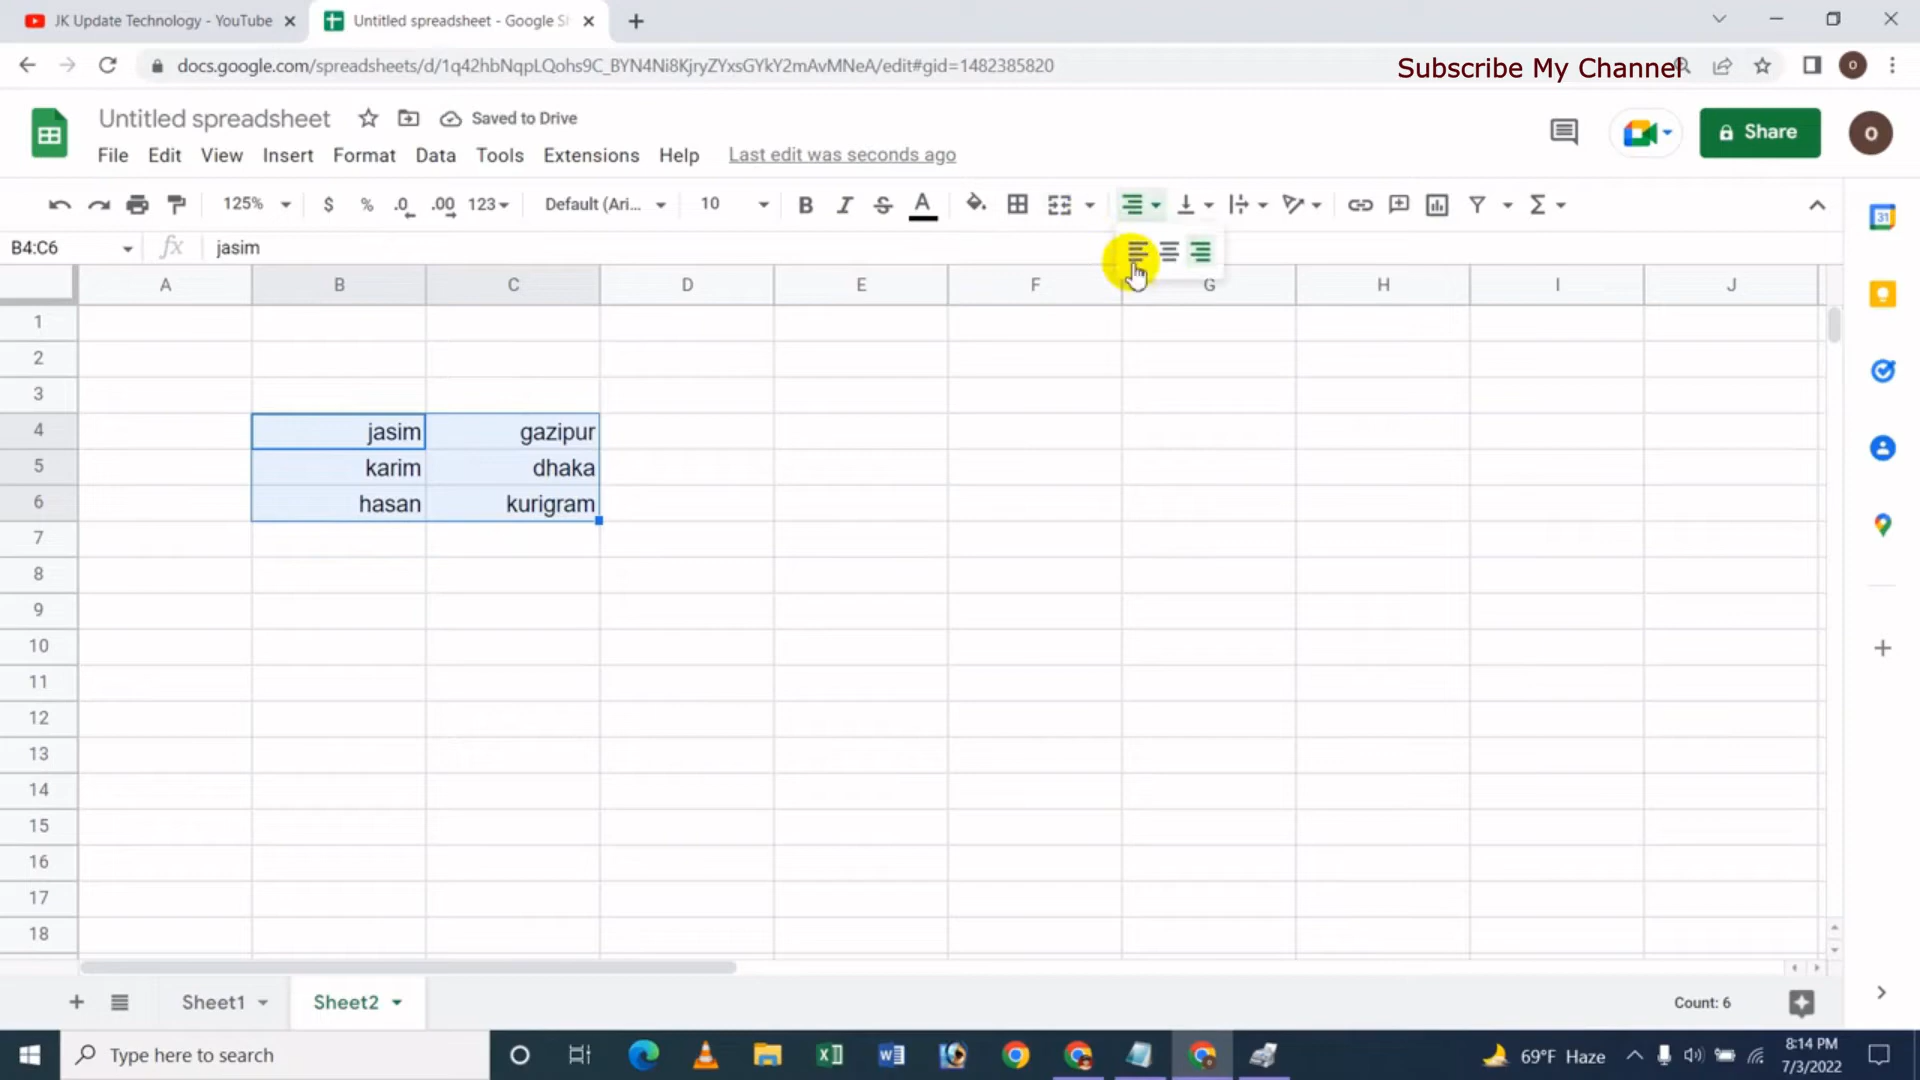 JK Update Technology - YouTube
Untitled spreadsheet - Google Sh
docs.google.com/spreadsheets/d/1q42hbNqpLQohs9C_BYN4Ni8KjryZYxsGYkY2mAvMNeA/edit#gid=1482385820
Subscribe My Channel
O
Untitled spreadsheet
Saved to Drive
Share
O
File Edit View Insert Format Data Tools Extensions Help Last edit was seconds ago
125% $ % .0 .00 123 Default (Ari... 10 B I S A Σ
31
B4:C6 fx jasim
A B C D E F G H I J
1
2
3
4 jasim gazipur
5 karim dhaka
6 hasan kurigram
7
8
9
10
11
12
13
14
15
16
17
18
+ Sheet1 Sheet2 Count: 6
Type here to search
69°F Haze
8:14 PM
7/3/2022